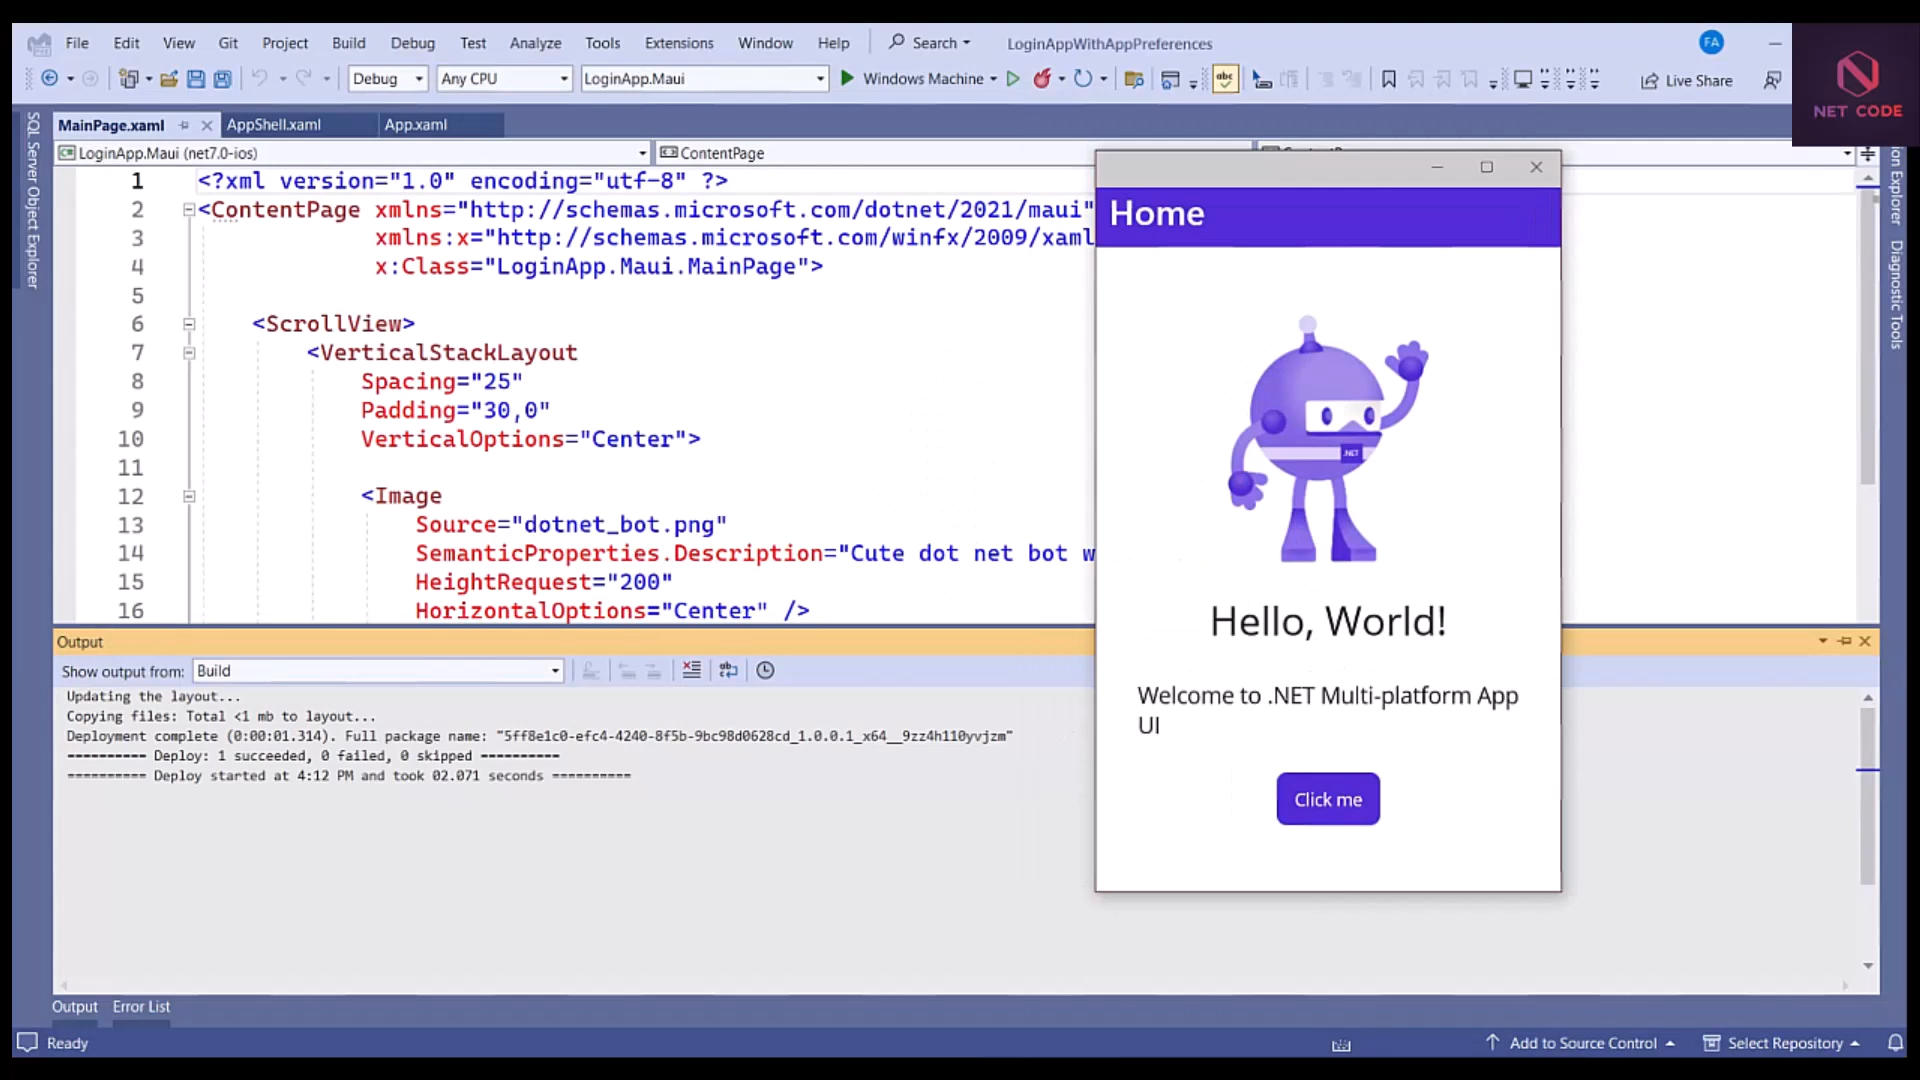 File Edit View Git Project Build Debug Test Analyze Tools Extensions Window Help Search LoginAppWithAppPreferences FA
Debug Any CPU LoginApp.Maui Windows Machine abc Live Share
NET CODE
SQL Server Object Explorer
MainPage.xaml AppShell.xaml App.xaml
LoginApp.Maui (net7.0-ios) ContentPage
1 <?xml version="1.0" encoding="utf-8" ?>
2 <ContentPage xmlns="http://schemas.microsoft.com/dotnet/2021/maui"
3 xmlns:x="http://schemas.microsoft.com/winfx/2009/xaml
4 x:Class="LoginApp.Maui.MainPage">
5
6 <ScrollView>
7 <VerticalStackLayout
8 Spacing="25"
9 Padding="30,0"
10 VerticalOptions="Center">
11
12 <Image
13 Source="dotnet_bot.png"
14 SemanticProperties.Description="Cute dot net bot w
15 HeightRequest="200"
16 HorizontalOptions="Center" />
Home
.NET
Hello, World!
Welcome to .NET Multi-platform App
UI
Click me
ion Explorer
Diagnostic Tools
Output
Show output from: Build
Updating the layout...
Copying files: Total <1 mb to layout...
Deployment complete (0:00:01.314). Full package name: "5ff8e1c0-efc4-4240-8f5b-9bc98d0628cd_1.0.0.1_x64__9zz4h110yvjzm"
========== Deploy: 1 succeeded, 0 failed, 0 skipped ==========
========== Deploy started at 4:12 PM and took 02.071 seconds ==========
Output Error List
Ready Add to Source Control Select Repository